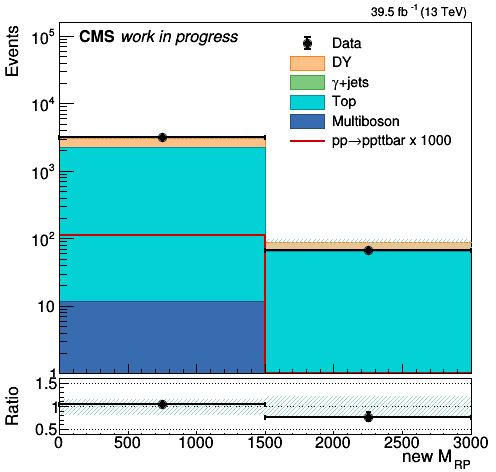 39.5 fb⁻¹ (13 TeV)
CMS work in progress
Data
DY
γ+jets
Top
Multiboson
pp→ppttbar x 1000
Events
10⁵
10⁴
10³
10²
10
1
Ratio
1.5
1
0.5
0 500 1000 1500 2000 2500 3000
new M_RP